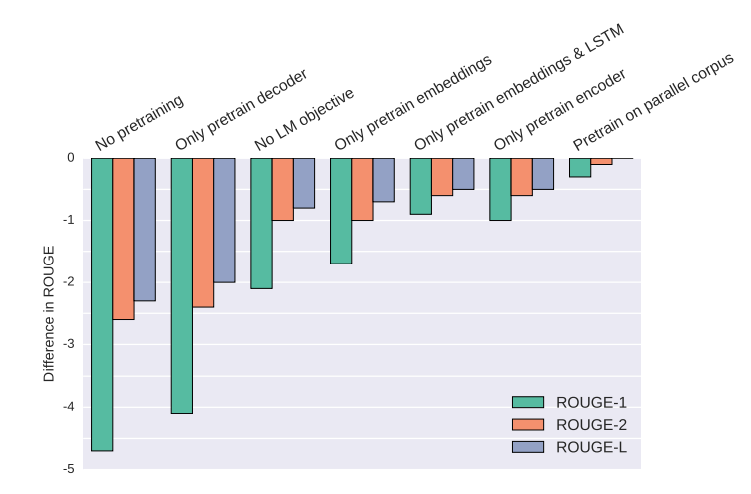 No pretraining
Only pretrain decoder
No LM objective
Only pretrain embeddings
Only pretrain embeddings & LSTM
Only pretrain encoder
Pretrain on parallel corpus
0
-1
-2
-3
-4
-5
Difference in ROUGE
ROUGE-1
ROUGE-2
ROUGE-L